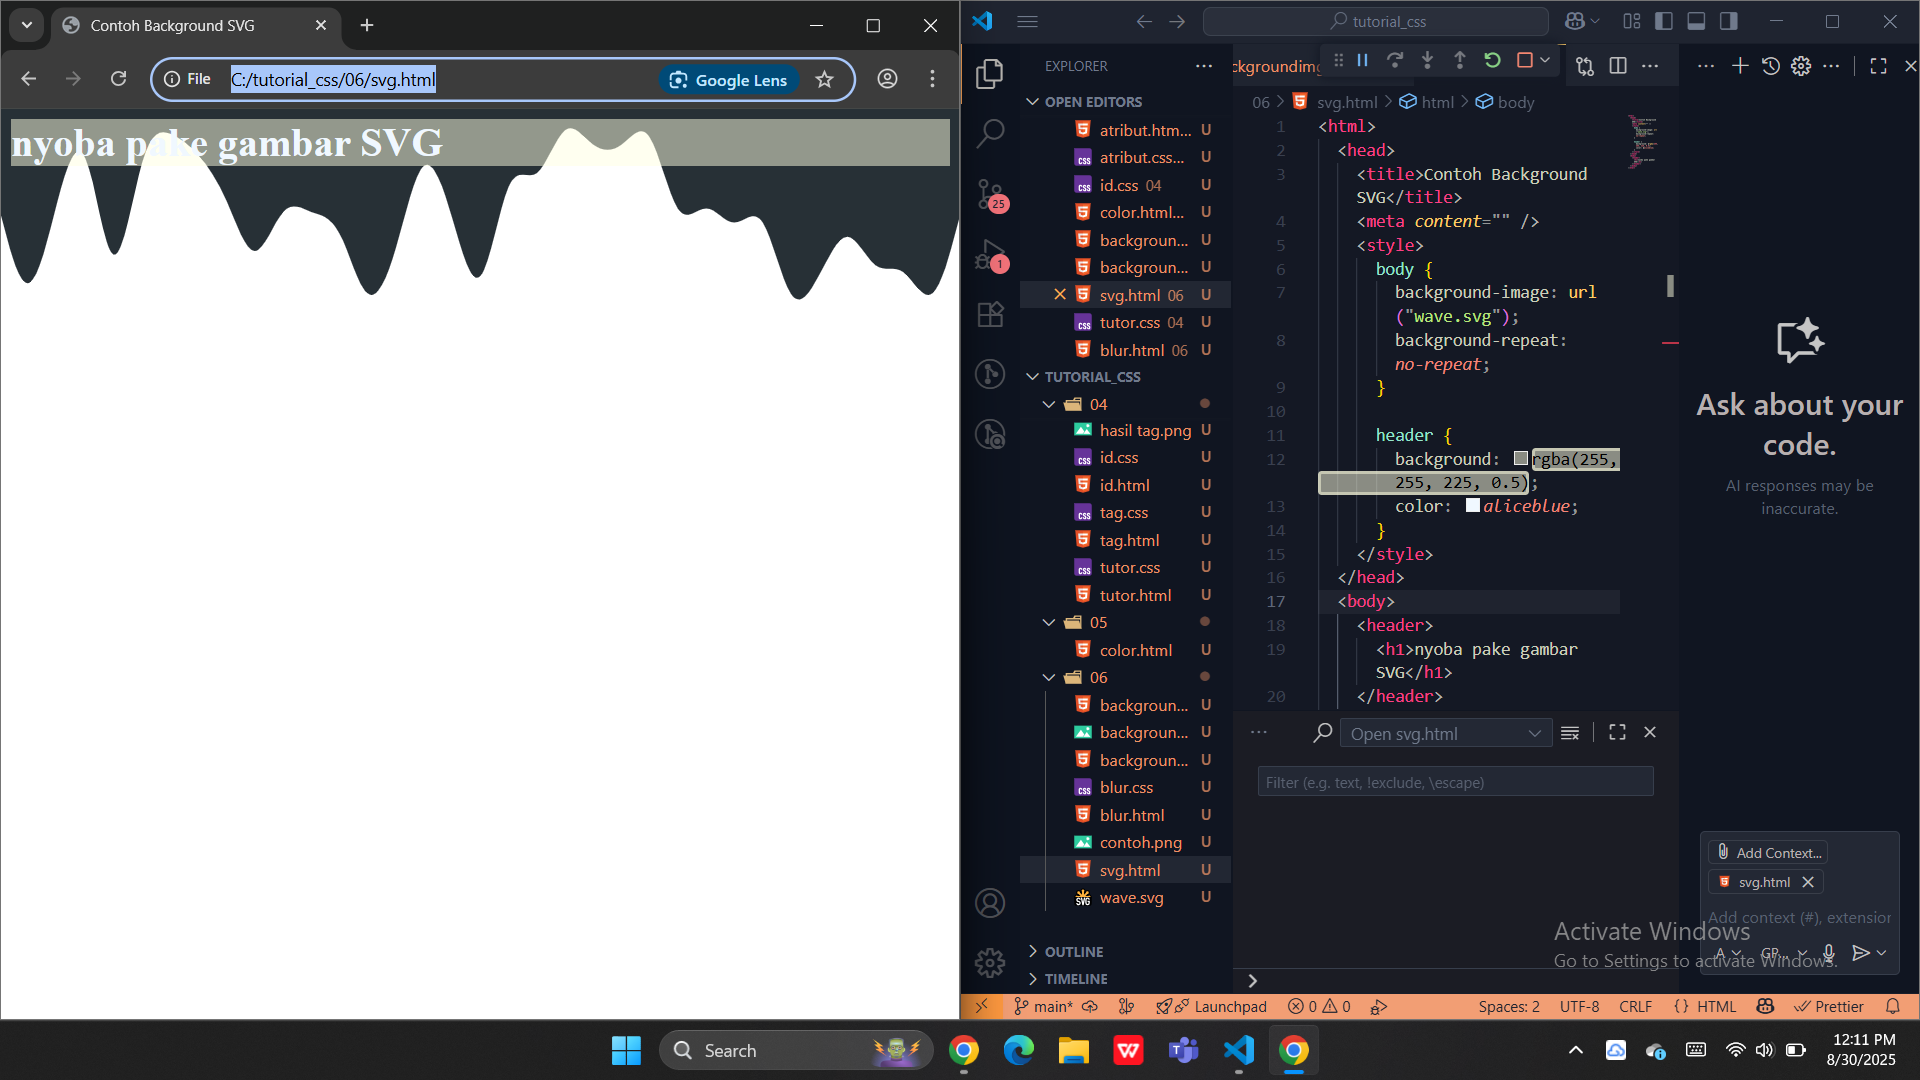 Contoh Background SVG
File
C:/tutorial_css/06/svg.html
Google Lens
nyoba pake gambar SVG
tutorial_css
EXPLORER
OPEN EDITORS
atribut.htm... U
atribut.css... U
id.css 04 U
color.html... U
backgroun... U
backgroun... U
svg.html 06 U
tutor.css 04 U
blur.html 06 U
TUTORIAL_CSS
04
hasil tag.png U
id.css U
id.html U
tag.css U
tag.html U
tutor.css U
tutor.html U
05
color.html U
06
backgroun... U
backgroun... U
backgroun... U
blur.css U
blur.html U
contoh.png U
svg.html U
wave.svg U
OUTLINE
TIMELINE
25
1
ckgroundimg
06 > svg.html > html > body
1 <html>
2 <head>
3 <title>Contoh Background
SVG</title>
4 <meta content="" />
5 <style>
6 body {
7 background-image: url
("wave.svg");
8 background-repeat:
no-repeat;
9 }
10
11 header {
12 background: rgba(255,
255, 225, 0.5);
13 color: aliceblue;
14 }
15 </style>
16 </head>
17 <body>
18 <header>
19 <h1>nyoba pake gambar
SVG</h1>
20 </header>
Open svg.html
Filter (e.g. text, !exclude, \escape)
Ask about your
code.
AI responses may be
inaccurate.
Add Context...
svg.html
Add context (#), extension
A
GP...
Activate Windows
Go to Settings to activate Windows.
main*
Launchpad
0
0
Spaces: 2
UTF-8
CRLF
{ } HTML
Prettier
Search
12:11 PM
8/30/2025